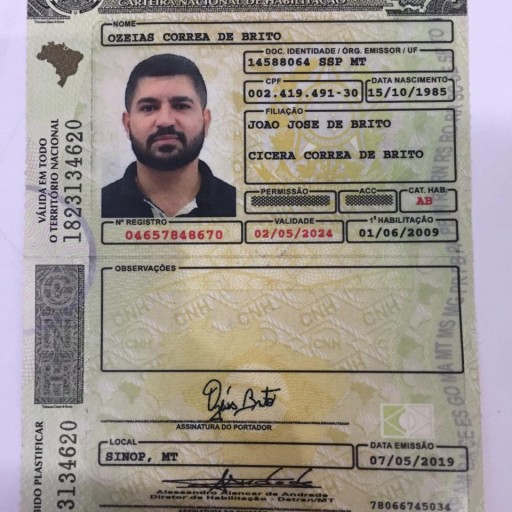 CARTEIRA NACIONAL DE HABILITAÇÃO
NOME
OZEIAS CORREA DE BRITO
DOC. IDENTIDADE / ÓRG. EMISSOR / UF
14588064 SSP MT
CPF
DATA NASCIMENTO
002.419.491-30
15/10/1985
FILIAÇÃO
JOAO JOSE DE BRITO
CICERA CORREA DE BRITO
PERMISSÃO
ACC
CAT. HAB.
AB
Nº REGISTRO
VALIDADE
1ª HABILITAÇÃO
04657848670
02/05/2024
01/06/2009
VÁLIDA EM TODO
O TERRITÓRIO NACIONAL
1823134620
OBSERVAÇÕES
ASSINATURA DO PORTADOR
LOCAL
DATA EMISSÃO
SINOP, MT
07/05/2019
Alessandro Alencar de Andrade
Diretor de Habilitação - Detran/MT
78066745034
PLASTIFICAR
3134620